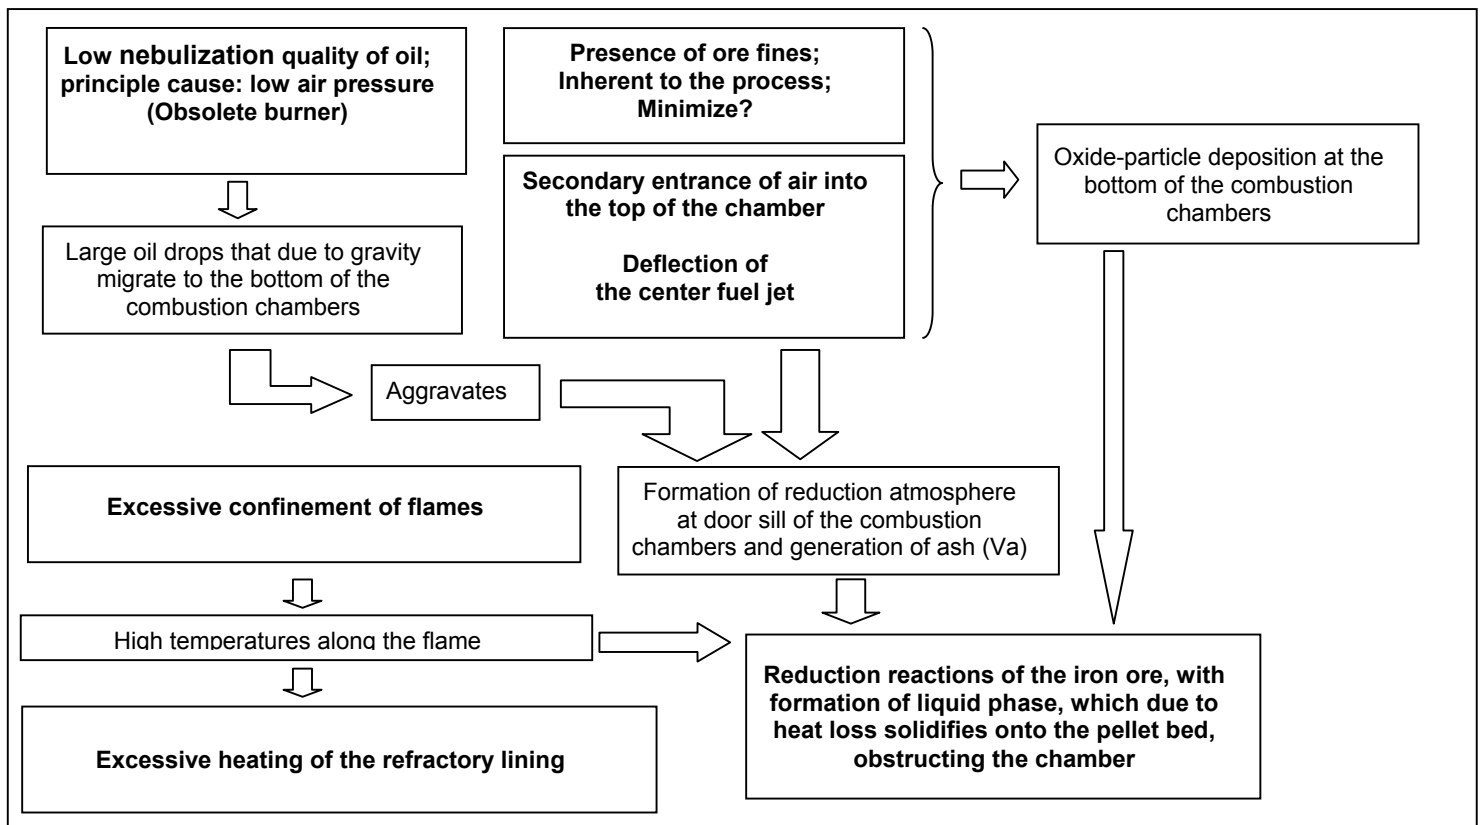 Low nebulization quality of oil;
principle cause: low air pressure
(Obsolete burner)
Presence of ore fines;
Inherent to the process;
Minimize?
Secondary entrance of air into
the top of the chamber
Deflection of
the center fuel jet
Oxide-particle deposition at the
bottom of the combustion
chambers
Large oil drops that due to gravity
migrate to the bottom of the
combustion chambers
Aggravates
Excessive confinement of flames
Formation of reduction atmosphere
at door sill of the combustion
chambers and generation of ash (Va)
High temperatures along the flame
Reduction reactions of the iron ore, with
formation of liquid phase, which due to
heat loss solidifies onto the pellet bed,
obstructing the chamber
Excessive heating of the refractory lining